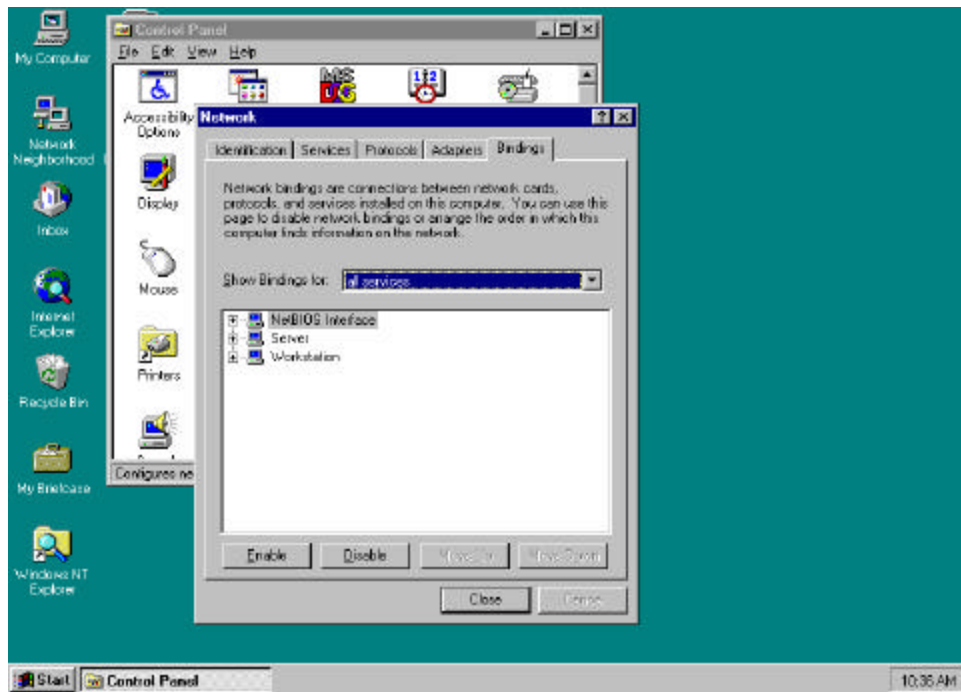 My Computer
Network
Neighborhood
Inbox
Internet
Explorer
Recycle Bin
My Briefcase
Windows NT
Explorer
Control Panel
File Edit View Help
MS
DOS
12
Accessibility
Options
Display
Mouse
Printers
Configures ne
Network
Identification Services Protocols Adapters Bindings
Network bindings are connections between network cards,
protocols, and services installed on this computer. You can use this
page to disable network bindings or arrange the order in which this
computer finds information on the network.
Show Bindings for: all services
NetBIOS Interface
Server
Workstation
Enable Disable Move Up Move Down
Close Cancel
Start Control Panel 10:36 AM